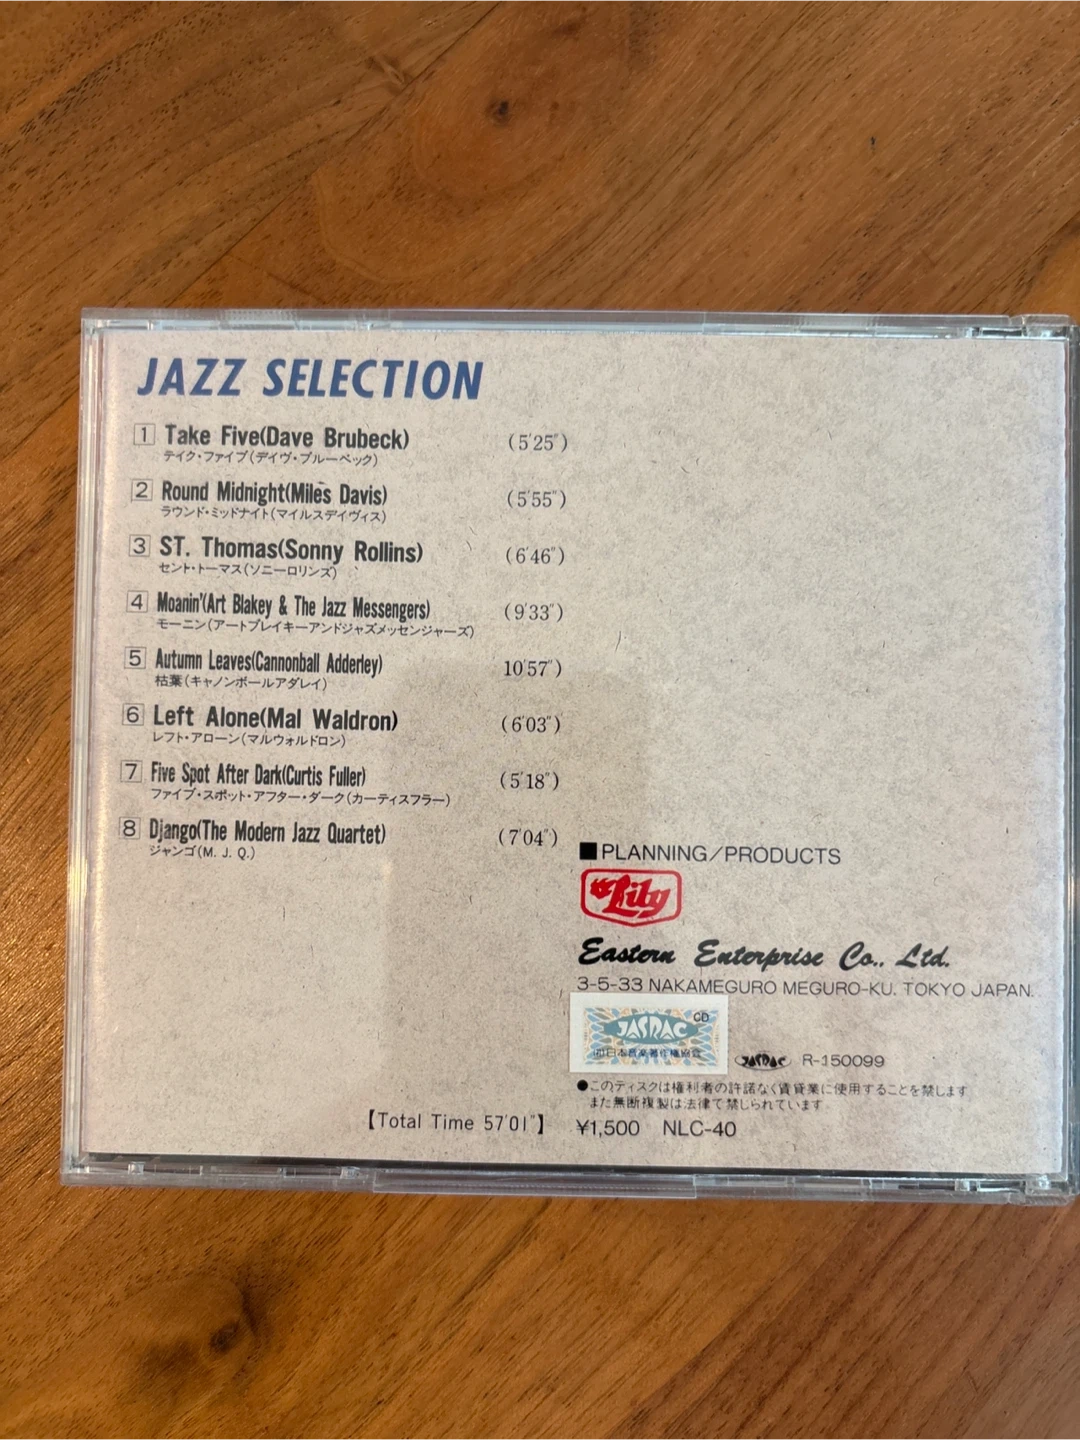 JAZZ SELECTION
1 Take Five(Dave Brubeck) (5'25")
テイク・ファイブ(デイヴ・ブルーベック)
2 Round Midnight(Miles Davis) (5'55")
ラウンド・ミッドナイト(マイルスデイヴィス)
3 ST. Thomas(Sonny Rollins) (6'46")
セント・トーマス(ソニーロリンズ)
4 Moanin'(Art Blakey & The Jazz Messengers) (9'33")
モーニン(アートブレイキーアンドジャズメッセンジャーズ)
5 Autumn Leaves(Cannonball Adderley) 10'57")
枯葉(キャノンボールアダレイ)
6 Left Alone(Mal Waldron) (6'03")
レフト・アローン(マルウォルドロン)
7 Five Spot After Dark(Curtis Fuller) (5'18")
ファイブ・スポット・アフター・ダーク(カーティスフラー)
8 Django(The Modern Jazz Quartet) (7'04")
ジャンゴ(M. J. Q.)
■PLANNING/PRODUCTS
Lily
Eastern Enterprise Co., Ltd.
3-5-33 NAKAMEGURO MEGURO-KU. TOKYO JAPAN.
CD
JASRAC
㈳日本音楽著作権協会
JASRAC R-150099
●このディスクは権利者の許諾なく賃貸業に使用することを禁じます
また無断複製は法律で禁じられています.
【Total Time 57'01"】 ¥1,500 NLC-40